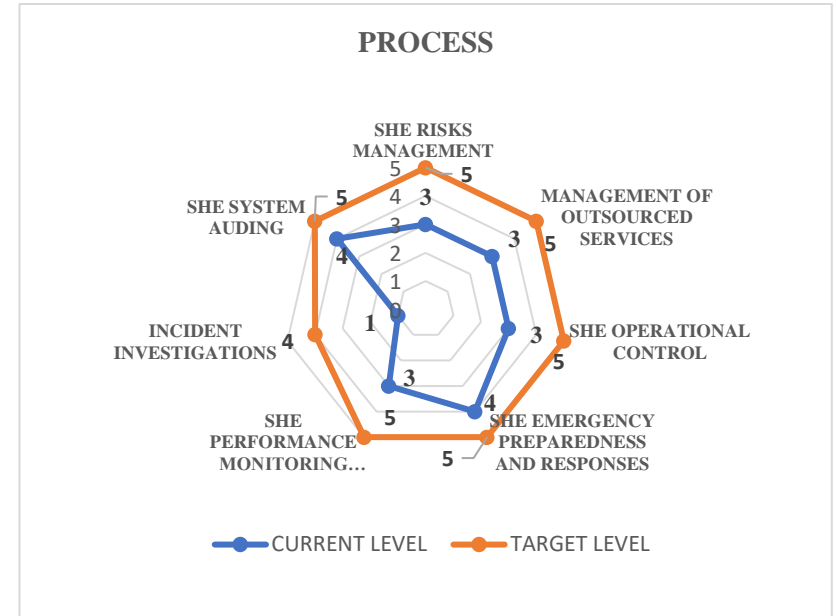 PROCESS
SHE RISKS
MANAGEMENT
5
5
4
3
3
2
1
0
MANAGEMENT OF
OUTSOURCED
SERVICES
3
5
SHE OPERATIONAL
CONTROL
3
5
SHE EMERGENCY
PREPAREDNESS
AND RESPONSES
4
5
SHE
PERFORMANCE
MONITORING…
3
5
INCIDENT
INVESTIGATIONS
1
4
SHE SYSTEM
AUDING
5
4
CURRENT LEVEL
TARGET LEVEL